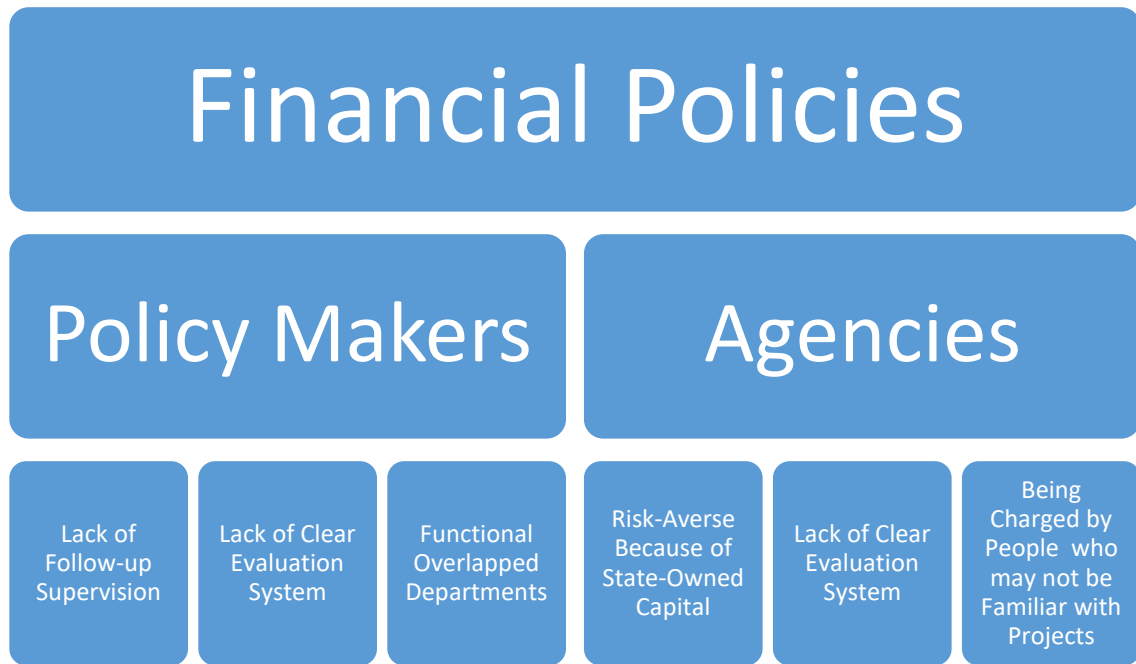 Financial Policies
Policy Makers
Agencies
Lack of
Follow-up
Supervision
Lack of Clear
Evaluation
System
Functional
Overlapped
Departments
Risk-Averse
Because of
State-Owned
Capital
Lack of Clear
Evaluation
System
Being
Charged by
People who
may not be
Familiar with
Projects